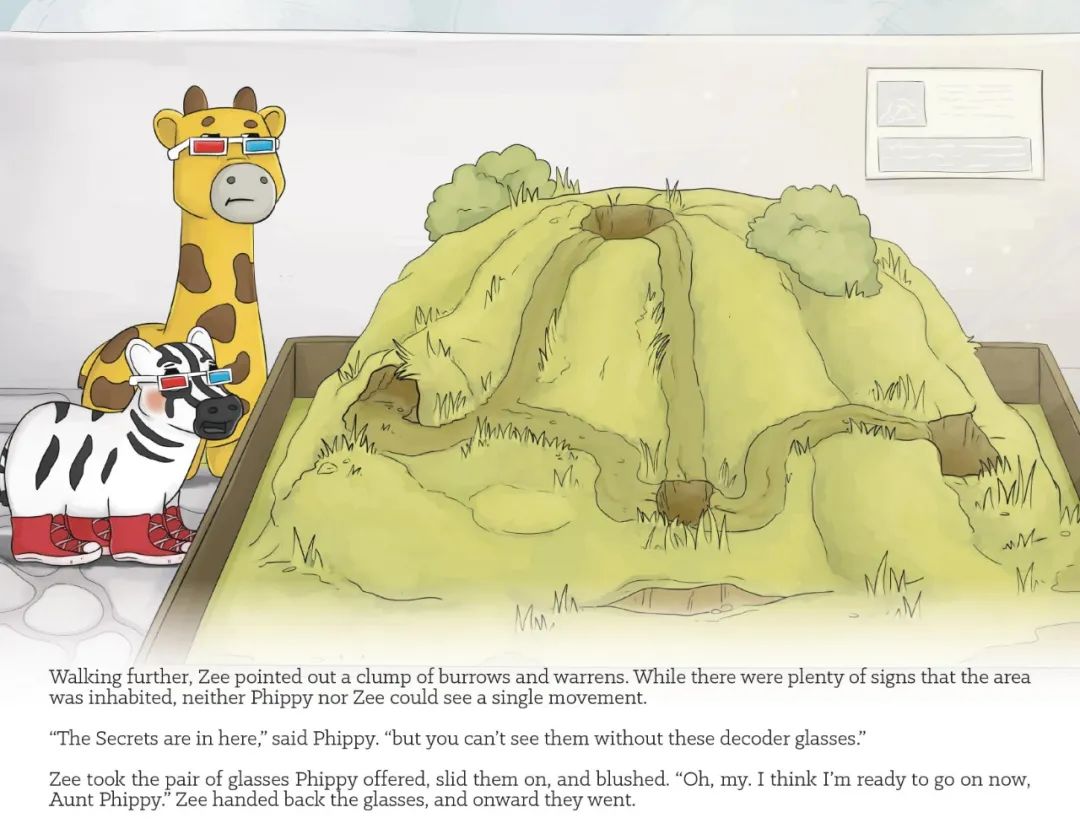 Walking further, Zee pointed out a clump of burrows and warrens. While there were plenty of signs that the area
was inhabited, neither Phippy nor Zee could see a single movement.
“The Secrets are in here,” said Phippy. “but you can’t see them without these decoder glasses.”
Zee took the pair of glasses Phippy offered, slid them on, and blushed. “Oh, my. I think I’m ready to go on now,
Aunt Phippy.” Zee handed back the glasses, and onward they went.